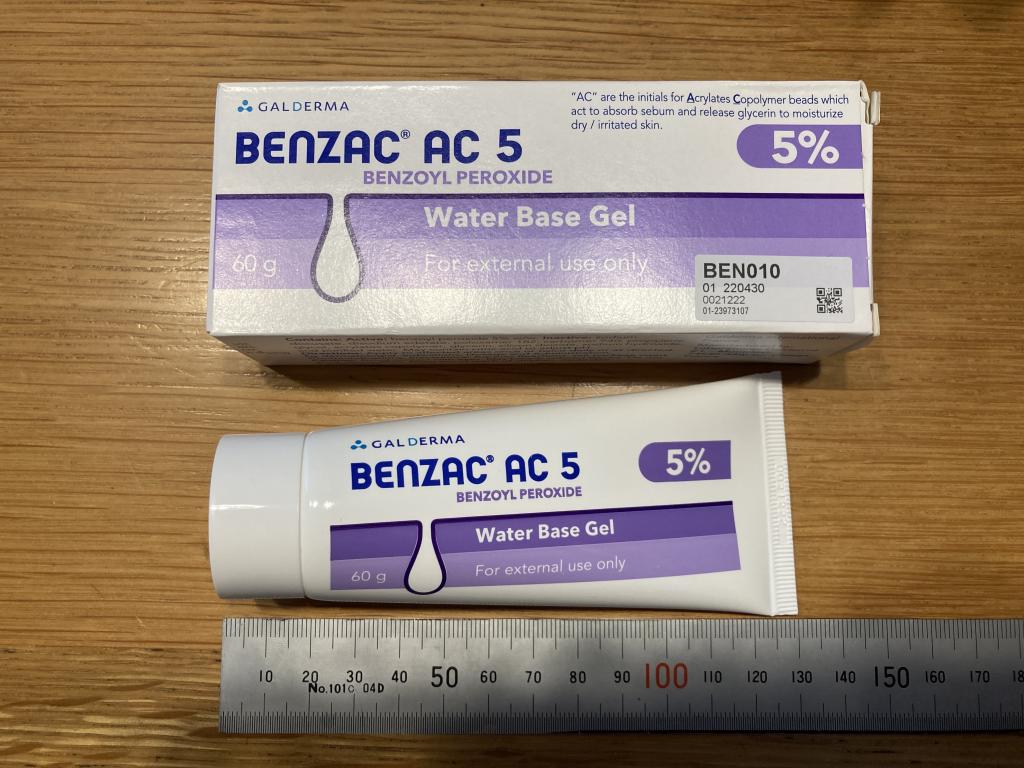 GALDERMA
"AC" are the initials for Acrylates Copolymer beads which
act to absorb sebum and release glycerin to moisturize
dry / irritated skin.
BENZAC® AC 5
5%
BENZOYL PEROXIDE
Water Base Gel
60 g
For external use only
BEN010
01 220430
0021222
01-23973107
Contains: Active:
GALDERMA
BENZAC® AC 5
5%
BENZOYL PEROXIDE
Water Base Gel
60 g
For external use only
10 20 30 40 50 60 70 80 90 100 110 120 130 140 150 160 170 18
No.101C 04D